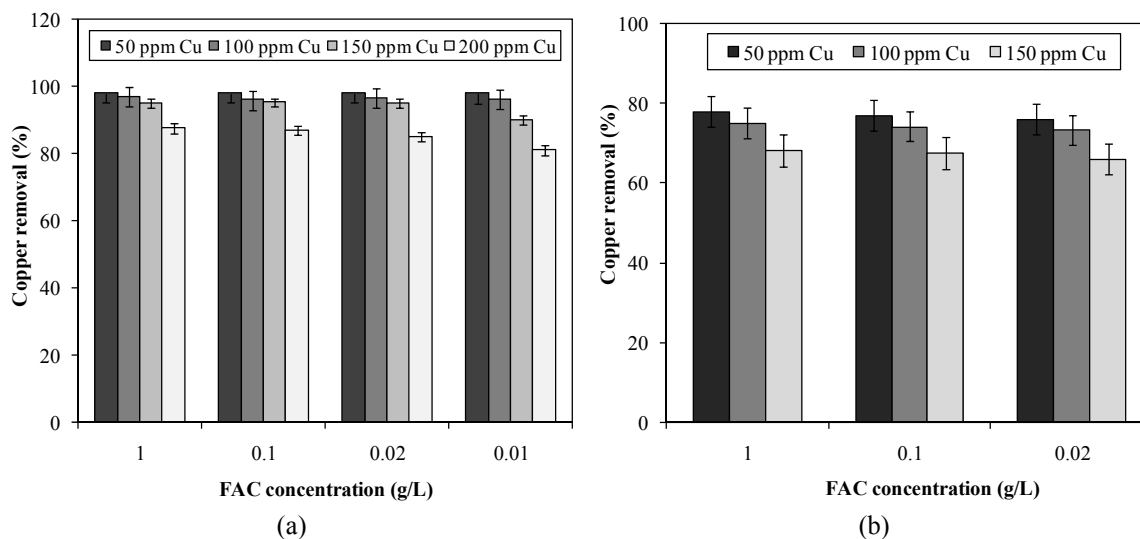 120
100
80
60
40
20
0
Copper removal (%)
50 ppm Cu 100 ppm Cu 150 ppm Cu 200 ppm Cu
1 0.1 0.02 0.01
FAC concentration (g/L)
(a)
100
80
60
40
20
0
Copper removal (%)
50 ppm Cu 100 ppm Cu 150 ppm Cu
1 0.1 0.02
FAC concentration (g/L)
(b)